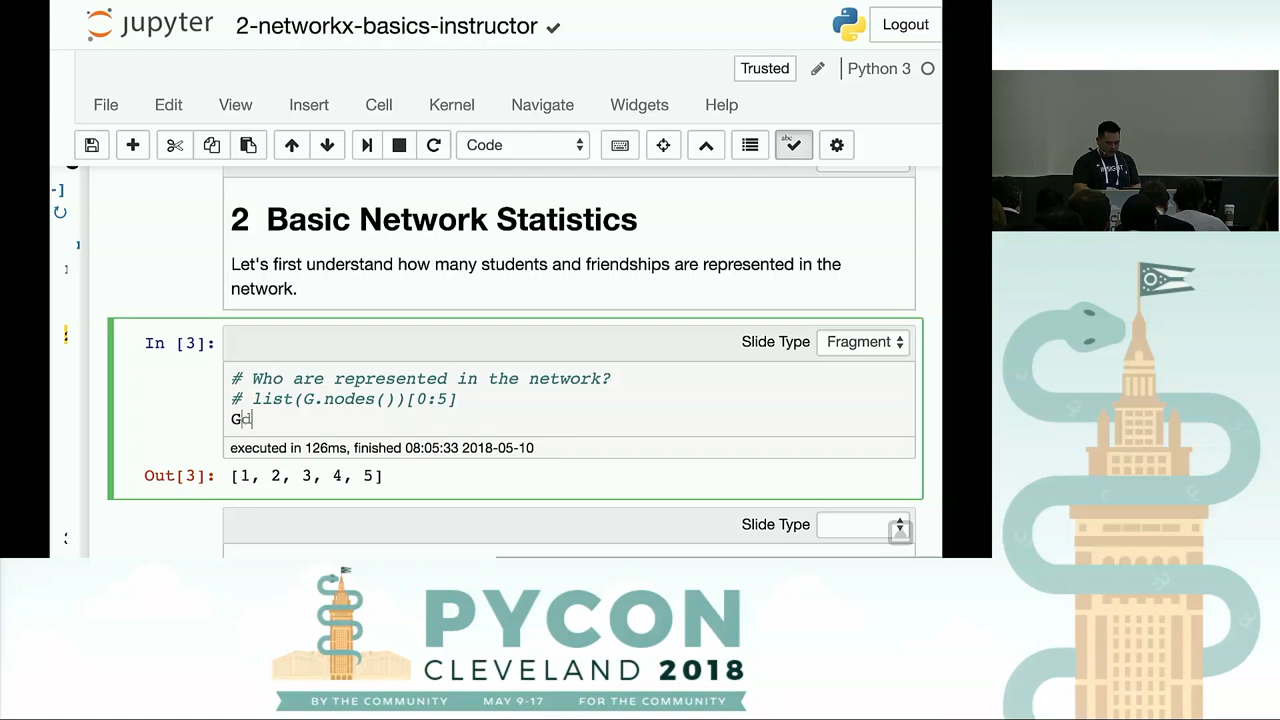 jupyter 2-networkx-basics-instructor
Logout
Trusted
Python 3
File Edit View Insert Cell Kernel Navigate Widgets Help
Code
2 Basic Network Statistics
Let's first understand how many students and friendships are represented in the
network.
In [3]:
Slide Type Fragment
# Who are represented in the network?
# list(G.nodes())[0:5]
Gd
executed in 126ms, finished 08:05:33 2018-05-10
Out[3]: [1, 2, 3, 4, 5]
Slide Type
PYCON
CLEVELAND 2018
BY THE COMMUNITY MAY 9-17 FOR THE COMMUNITY